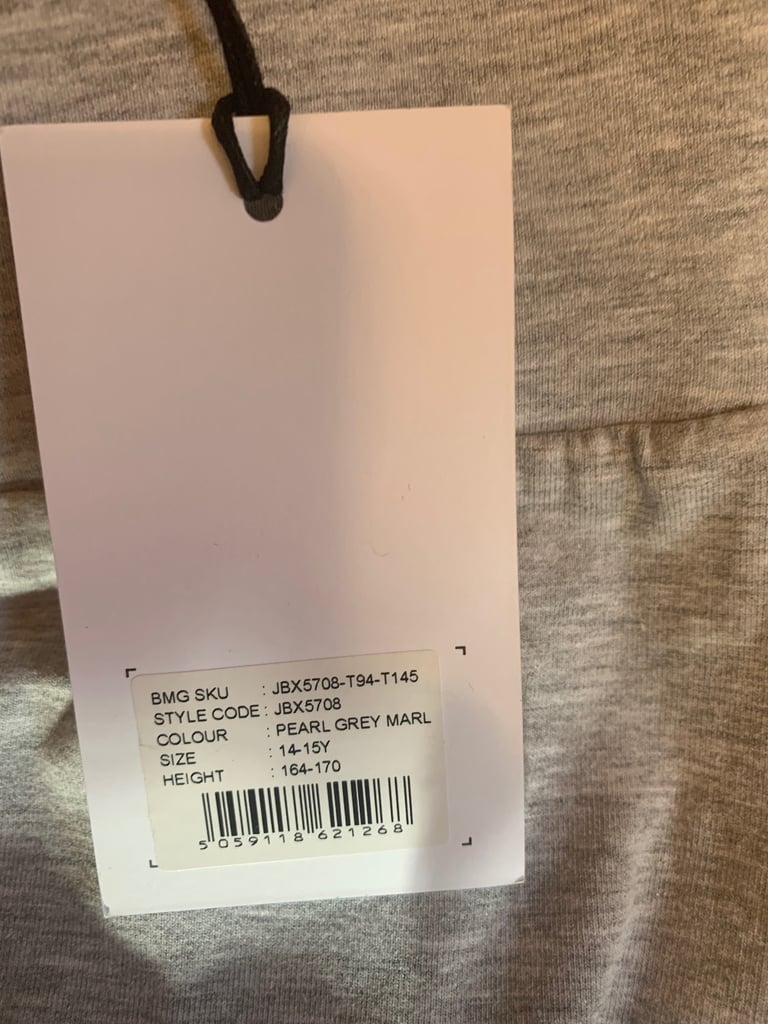 BMG SKU : JBX5708-T94-T145
STYLE CODE : JBX5708
COLOUR : PEARL GREY MARL
SIZE : 14-15Y
HEIGHT : 164-170
5 059118 621268